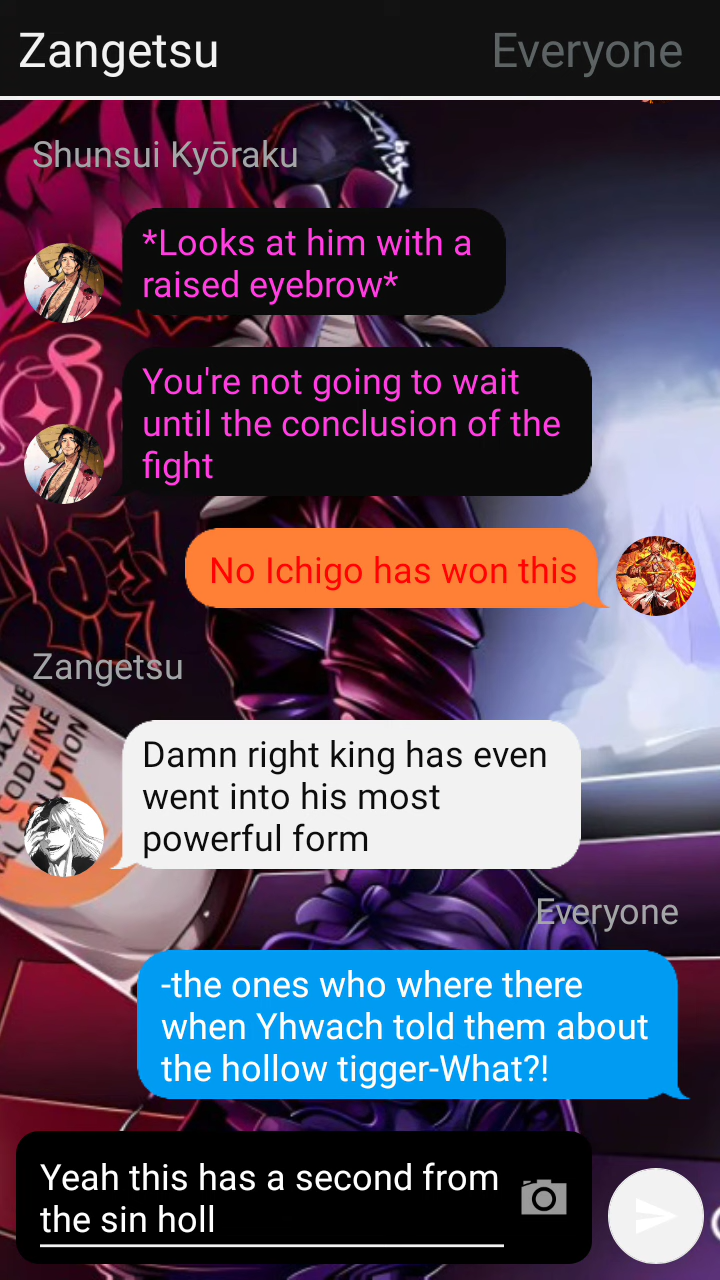 Zangetsu
Everyone
Shunsui Kyōraku
*Looks at him with a
raised eyebrow*
You're not going to wait
until the conclusion of the
fight
No Ichigo has won this
Zangetsu
AZINE
CODEINE
SOLUTION
Damn right king has even
went into his most
powerful form
Everyone
-the ones who where there
when Yhwach told them about
the hollow tigger-What?!
Yeah this has a second from
the sin holl